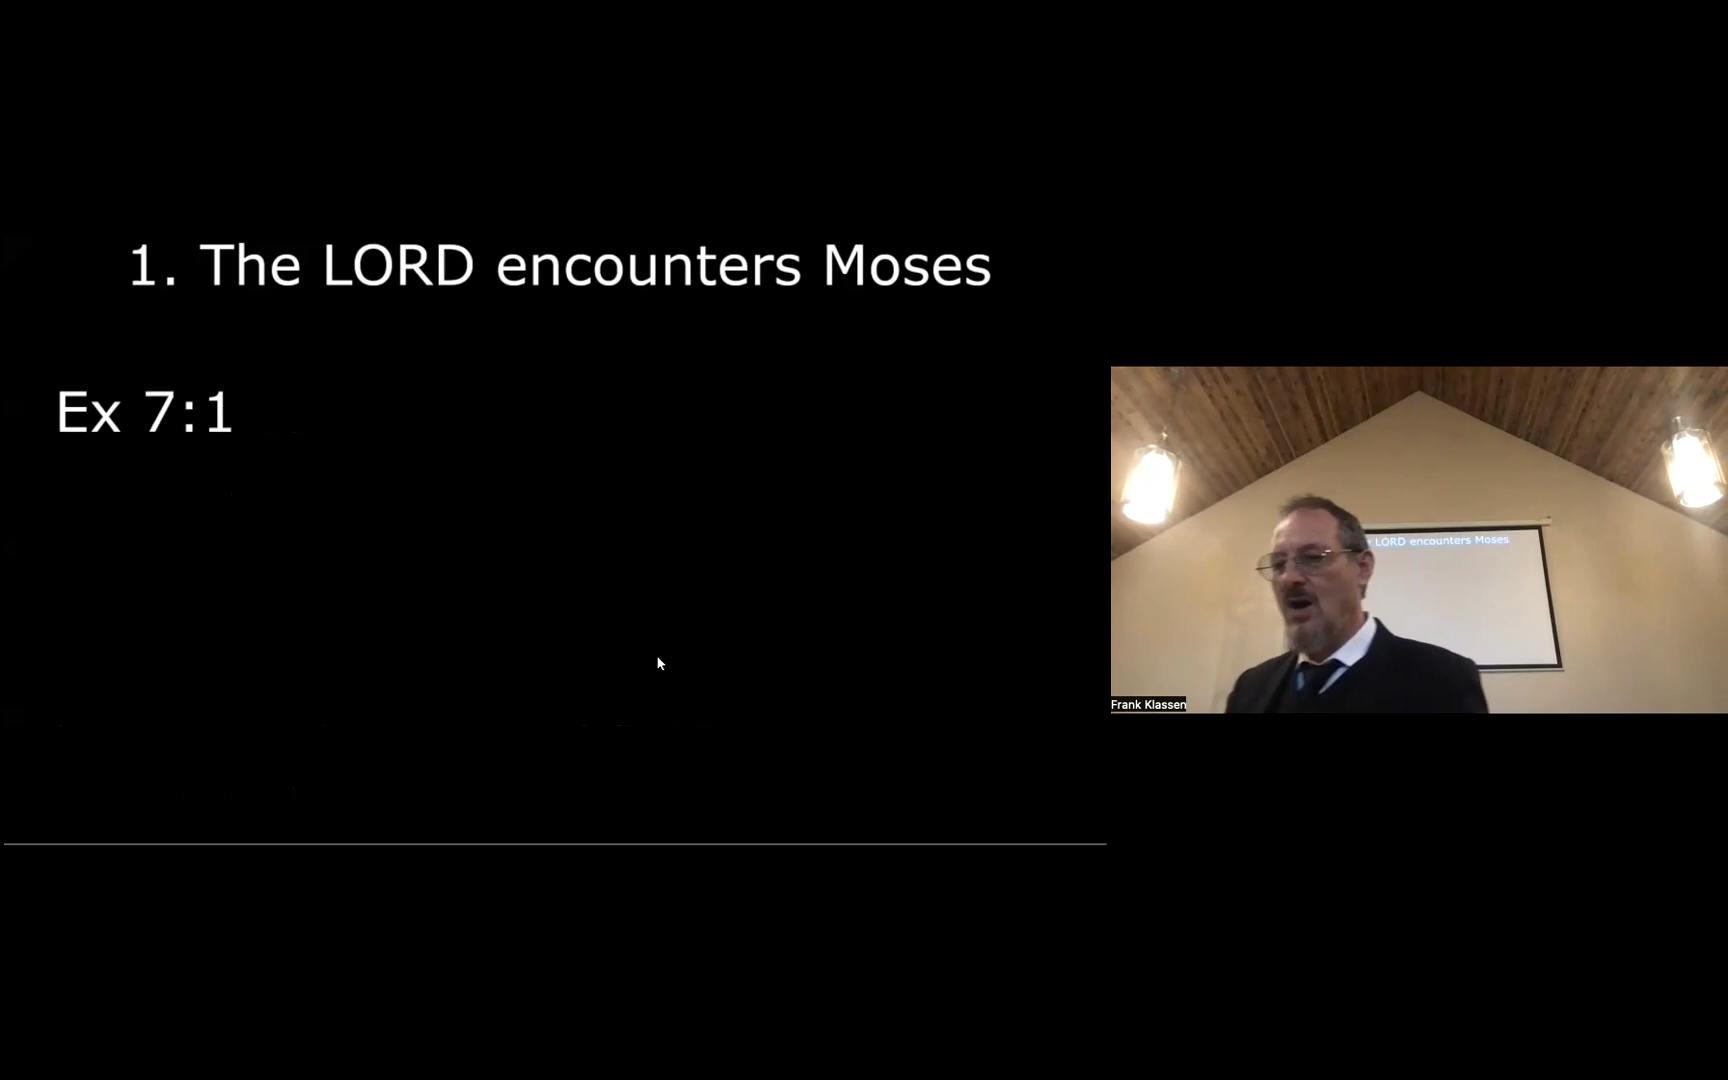 1. The LORD encounters Moses
Ex 7:1
LORD encounters Moses
Frank Klassen